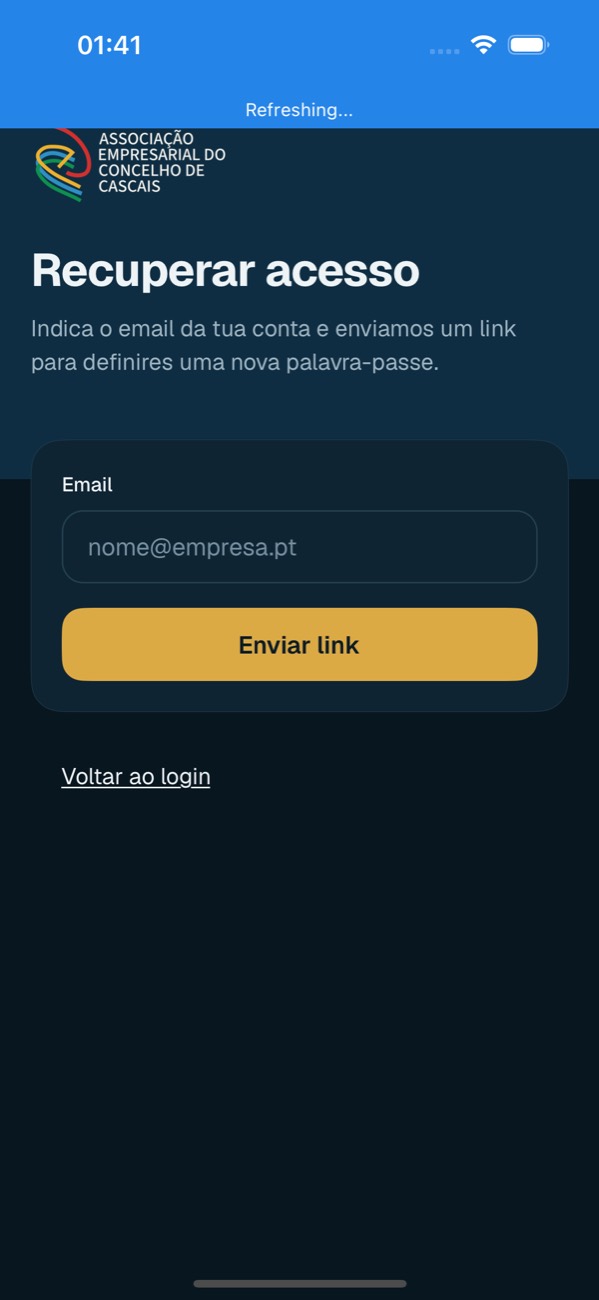 01:41
Refreshing...
ASSOCIAÇÃO
EMPRESARIAL DO
CONCELHO DE
CASCAIS
Recuperar acesso
Indica o email da tua conta e enviamos um link
para definires uma nova palavra-passe.
Email
nome@empresa.pt
Enviar link
Voltar ao login